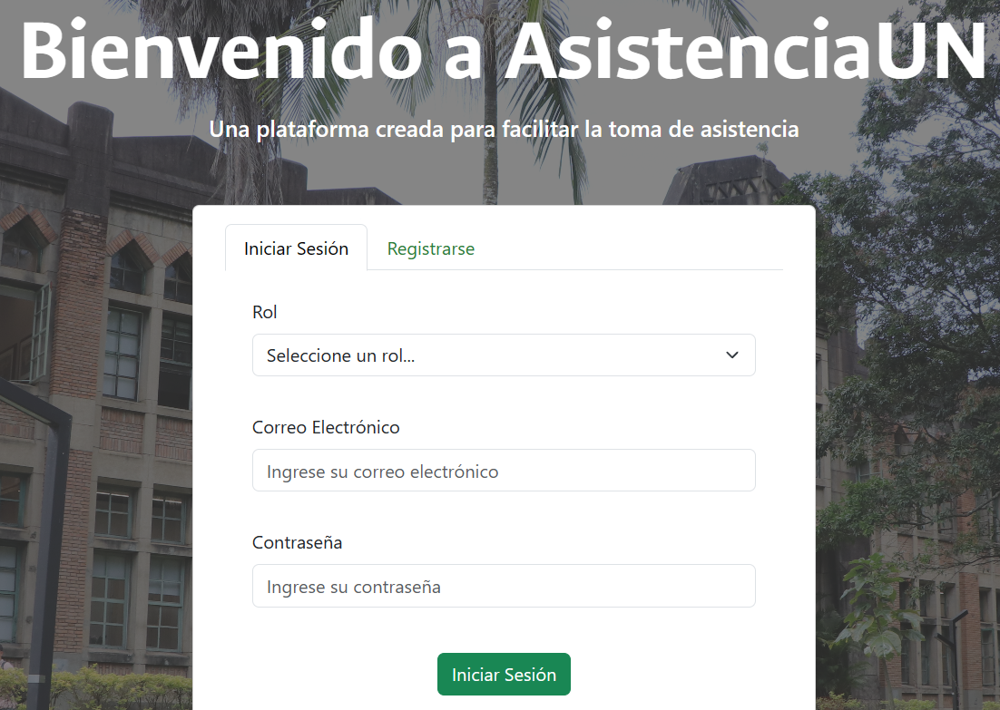 Bienvenido a AsistenciaUN
Una plataforma creada para facilitar la toma de asistencia
Iniciar Sesión
Registrarse
Rol
Seleccione un rol...
Correo Electrónico
Ingrese su correo electrónico
Contraseña
Ingrese su contraseña
Iniciar Sesión